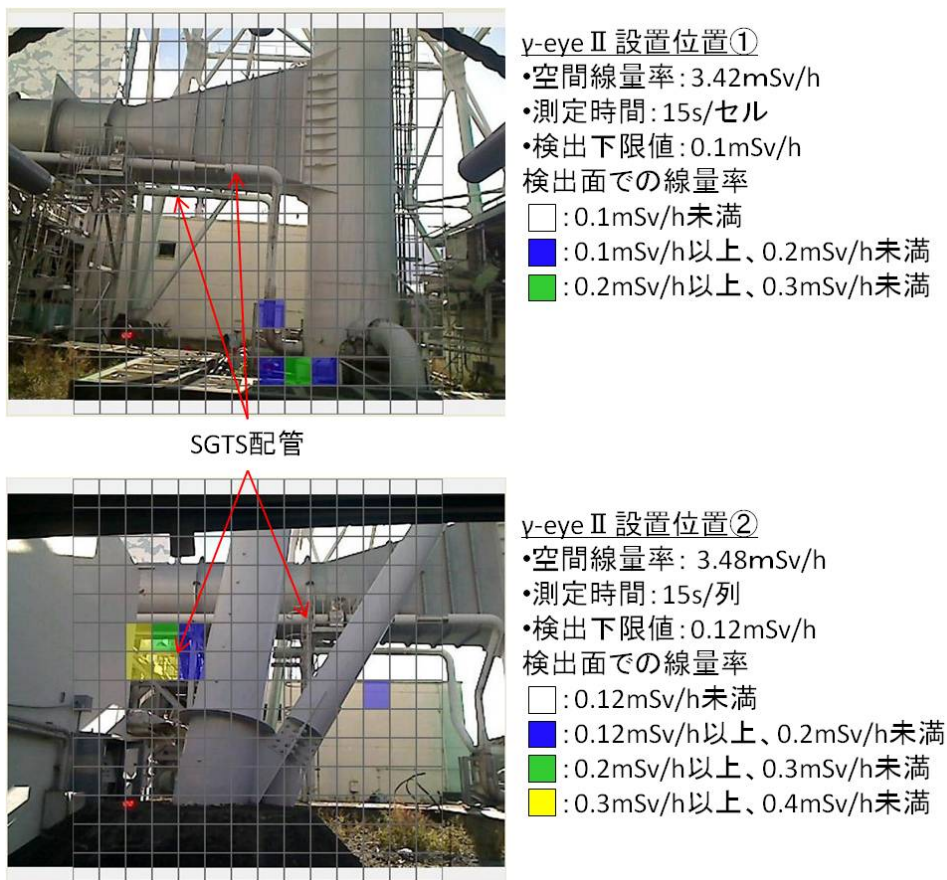 γ-eyeⅡ設置位置①
•空間線量率：3.42mSv/h
•測定時間：15s/セル
•検出下限値：0.1mSv/h
検出面での線量率
：0.1mSv/h未満
：0.1mSv/h以上、0.2mSv/h未満
：0.2mSv/h以上、0.3mSv/h未満
SGTS配管
γ-eyeⅡ設置位置②
•空間線量率： 3.48mSv/h
•測定時間：15s/列
•検出下限値：0.12mSv/h
検出面での線量率
：0.12mSv/h未満
：0.12mSv/h以上、0.2mSv/h未満
：0.2mSv/h以上、0.3mSv/h未満
：0.3mSv/h以上、0.4mSv/h未満